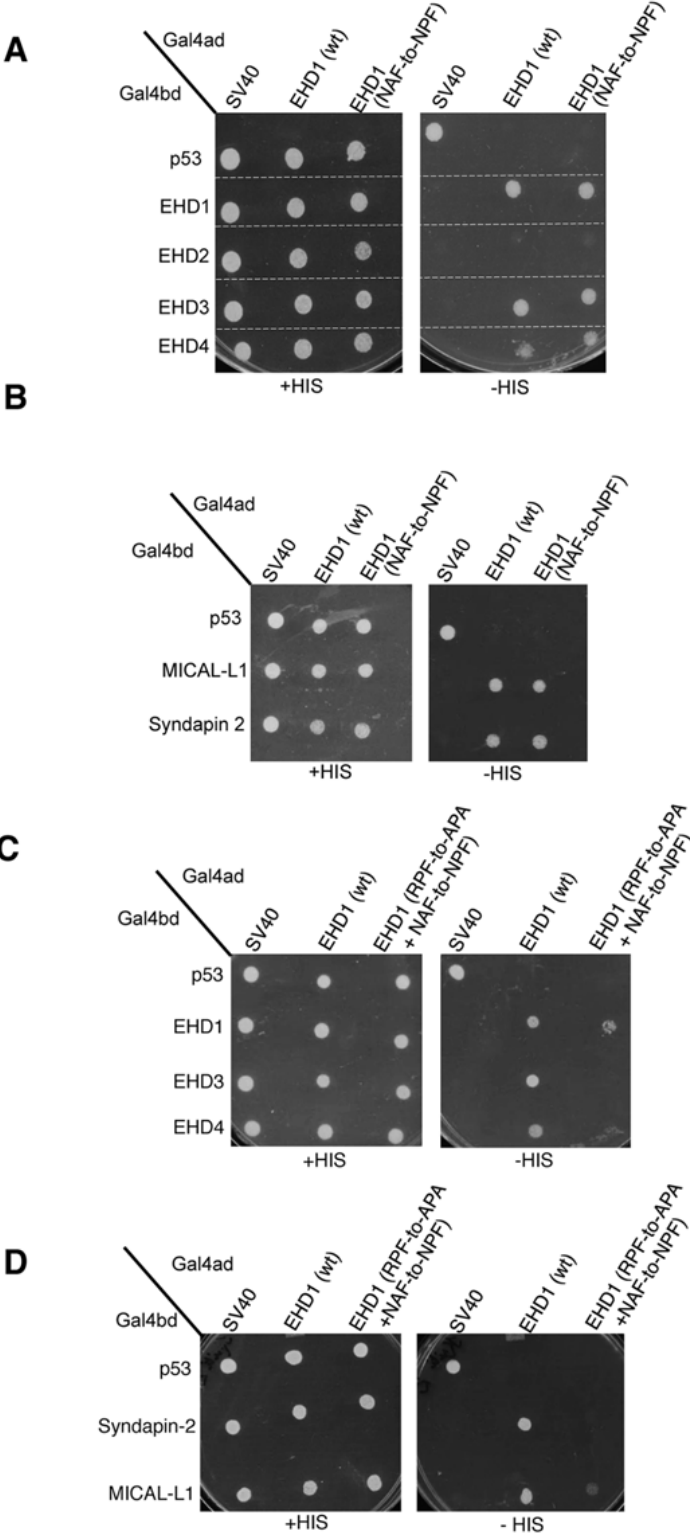 A
Gal4ad
Gal4bd
SV40
EHD1 (wt)
EHD1
(NAF-to-NPF)
SV40
EHD1 (wt)
EHD1
(NAF-to-NPF)
p53
EHD1
EHD2
EHD3
EHD4
+HIS
-HIS
B
Gal4ad
Gal4bd
SV40
EHD1 (wt)
EHD1
(NAF-to-NPF)
SV40
EHD1 (wt)
EHD1
(NAF-to-NPF)
p53
MICAL-L1
Syndapin 2
+HIS
-HIS
C
Gal4ad
Gal4bd
SV40
EHD1 (wt)
EHD1 (RPF-to-APA
+ NAF-to-NPF)
SV40
EHD1 (wt)
EHD1 (RPF-to-APA
+ NAF-to-NPF)
p53
EHD1
EHD3
EHD4
+HIS
-HIS
D
Gal4ad
Gal4bd
SV40
EHD1 (wt)
EHD1 (RPF-to-APA
+NAF-to-NPF)
SV40
EHD1 (wt)
EHD1 (RPF-to-APA
+NAF-to-NPF)
p53
Syndapin-2
MICAL-L1
+HIS
- HIS